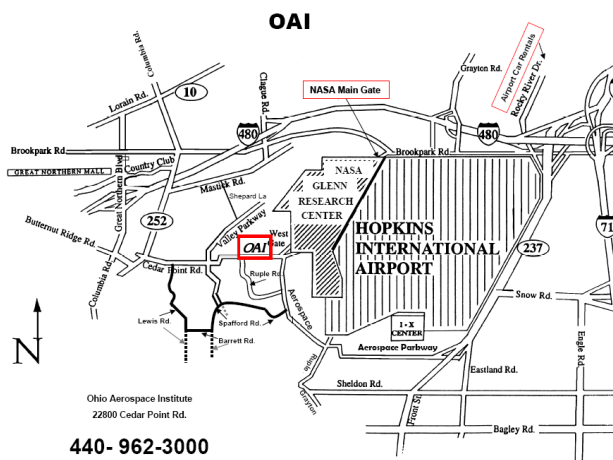 OAI
Columbia Rd.
Lorain Rd.
10
Clague Rd.
Grayton Rd.
Airport Car Rentals
Rocky River Dr.
NASA Main Gate
480
480
Brookpark Rd
Brookpark Rd.
GREAT NORTHERN MALL
Great Northern Blvd
Country Club
Mastick Rd.
Shepard La
NASA
GLENN
RESEARCH
CENTER
71
252
Butternut Ridge Rd.
Valley Parkway
West
Gate
OAI
HOPKINS
INTERNATIONAL
AIRPORT
237
Cedar Point Rd.
Ruple Rd.
Columbia Rd.
Aerospace
Snow Rd.
Lewis Rd.
Spafford Rd.
Barrett Rd.
I - X
CENTER
Aerospace Parkway
Engle Rd.
Ruple
Grayton
Eastland Rd.
Sheldon Rd.
Front St.
Bagley Rd.
N
Ohio Aerospace Institute
22800 Cedar Point Rd.
440- 962-3000